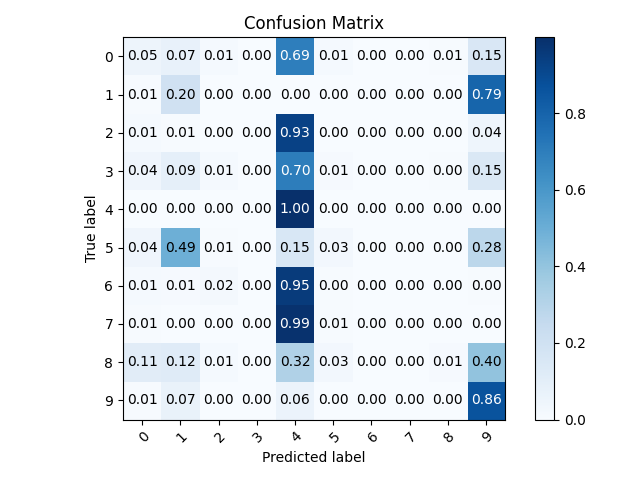 Confusion Matrix
0 0.05 0.07 0.01 0.00 0.69 0.01 0.00 0.00 0.01 0.15
1 0.01 0.20 0.00 0.00 0.00 0.00 0.00 0.00 0.00 0.79
2 0.01 0.01 0.00 0.00 0.93 0.00 0.00 0.00 0.00 0.04
3 0.04 0.09 0.01 0.00 0.70 0.01 0.00 0.00 0.00 0.15
4 0.00 0.00 0.00 0.00 1.00 0.00 0.00 0.00 0.00 0.00
5 0.04 0.49 0.01 0.00 0.15 0.03 0.00 0.00 0.00 0.28
6 0.01 0.01 0.02 0.00 0.95 0.00 0.00 0.00 0.00 0.00
7 0.01 0.00 0.00 0.00 0.99 0.01 0.00 0.00 0.00 0.00
8 0.11 0.12 0.01 0.00 0.32 0.03 0.00 0.00 0.01 0.40
9 0.01 0.07 0.00 0.00 0.06 0.00 0.00 0.00 0.00 0.86
0 1 2 3 4 5 6 7 8 9
True label
Predicted label
0.8
0.6
0.4
0.2
0.0